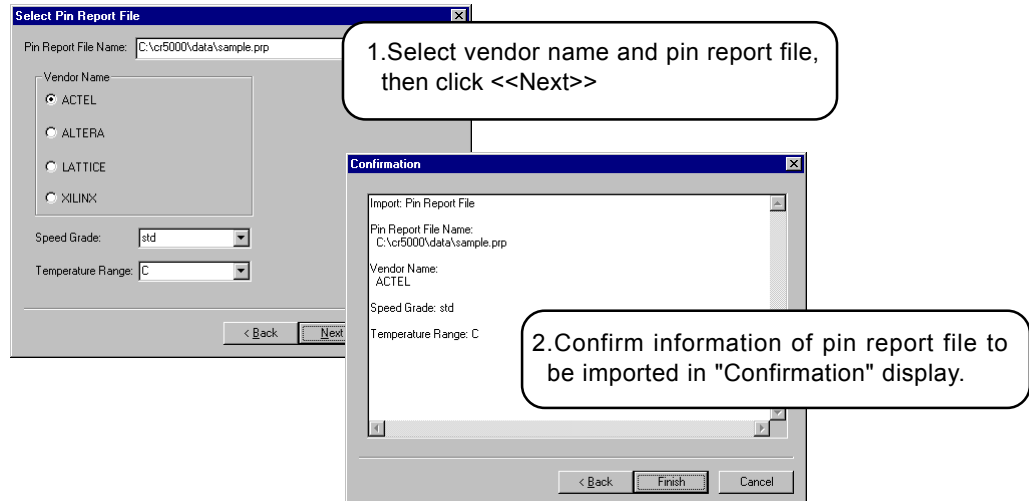 Select Pin Report File
Pin Report File Name: C:\cr5000\data\sample.prp
Vendor Name
ACTEL
ALTERA
LATTICE
XILINX
Speed Grade: std
Temperature Range: C
< Back Next
1.Select vendor name and pin report file,
then click <<Next>>
Confirmation
Import: Pin Report File
Pin Report File Name:
C:\cr5000\data\sample.prp
Vendor Name:
ACTEL
Speed Grade: std
Temperature Range: C
2.Confirm information of pin report file to
be imported in "Confirmation" display.
< Back Finish Cancel